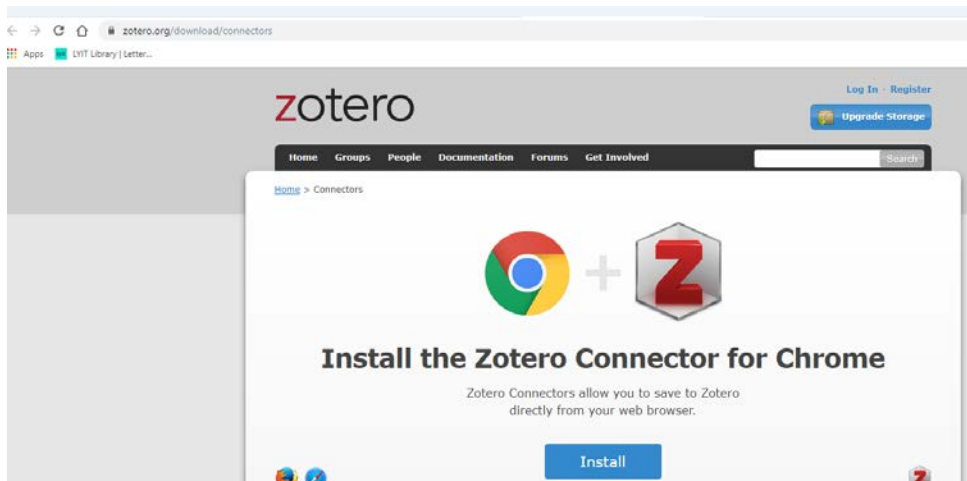 zotero.org/download/connectors
Apps LYIT Library | Letter...
zotero
Log In · Register
Upgrade Storage
Home Groups People Documentation Forums Get Involved
Search
Home > Connectors
Z
Install the Zotero Connector for Chrome
Zotero Connectors allow you to save to Zotero
directly from your web browser.
Install
Z